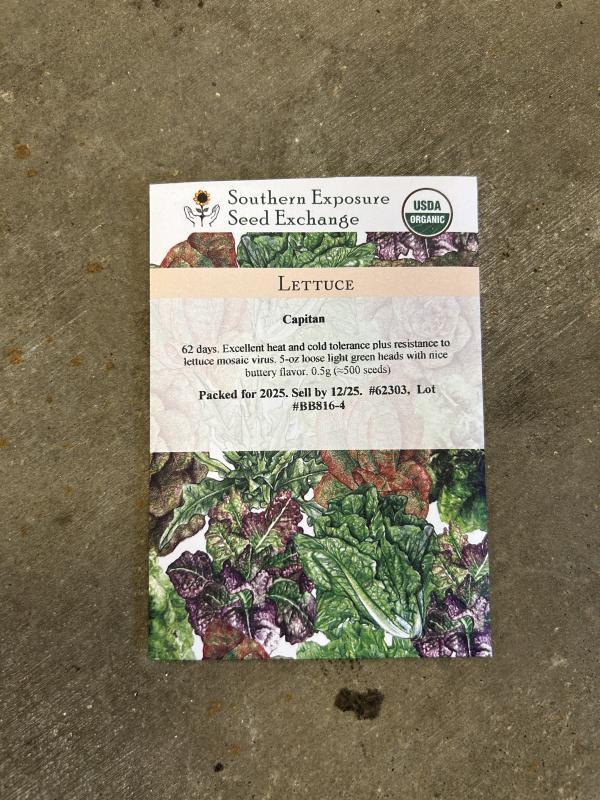 Southern Exposure
Seed Exchange
USDA
ORGANIC
LETTUCE
Capitan
62 days. Excellent heat and cold tolerance plus resistance to
lettuce mosaic virus. 5-oz loose light green heads with nice
buttery flavor. 0.5g (≈500 seeds)
Packed for 2025. Sell by 12/25. #62303, Lot
#BB816-4